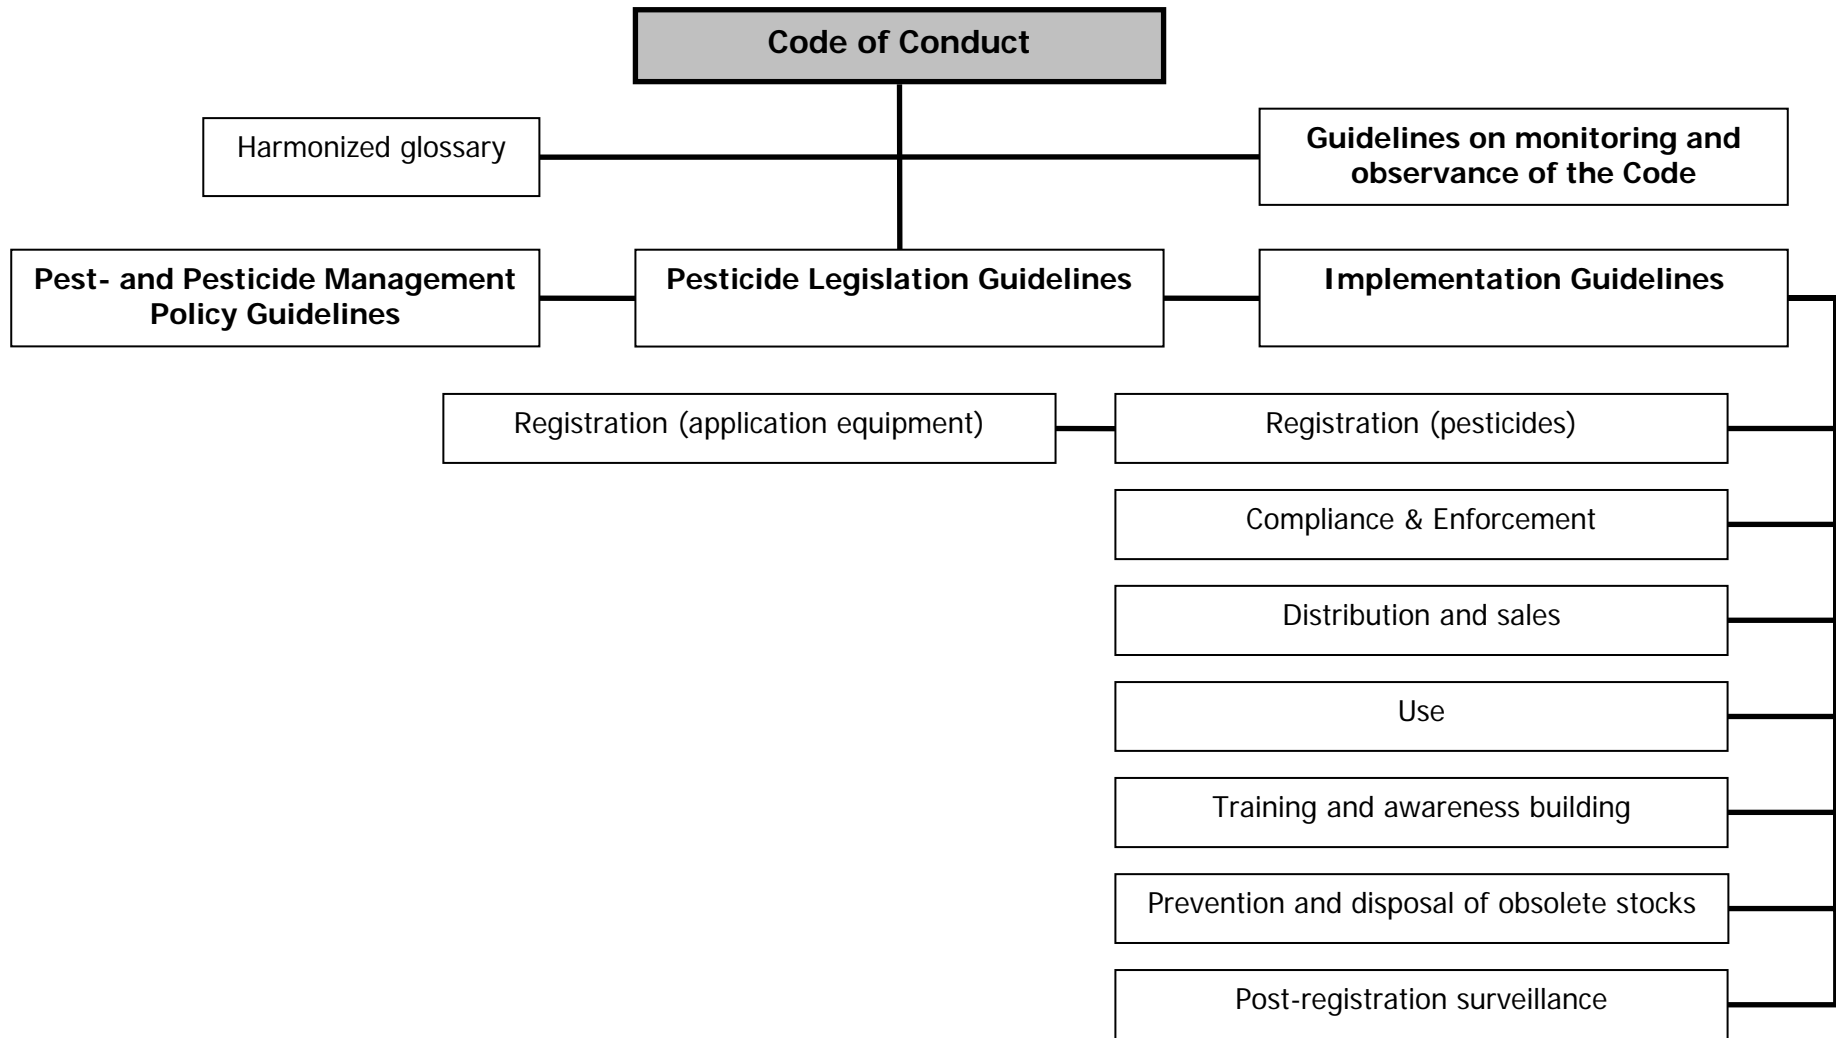 Code of Conduct
Harmonized glossary
Guidelines on monitoring and
observance of the Code
Pest- and Pesticide Management
Policy Guidelines
Pesticide Legislation Guidelines
Implementation Guidelines
Registration (application equipment)
Registration (pesticides)
Compliance & Enforcement
Distribution and sales
Use
Training and awareness building
Prevention and disposal of obsolete stocks
Post-registration surveillance